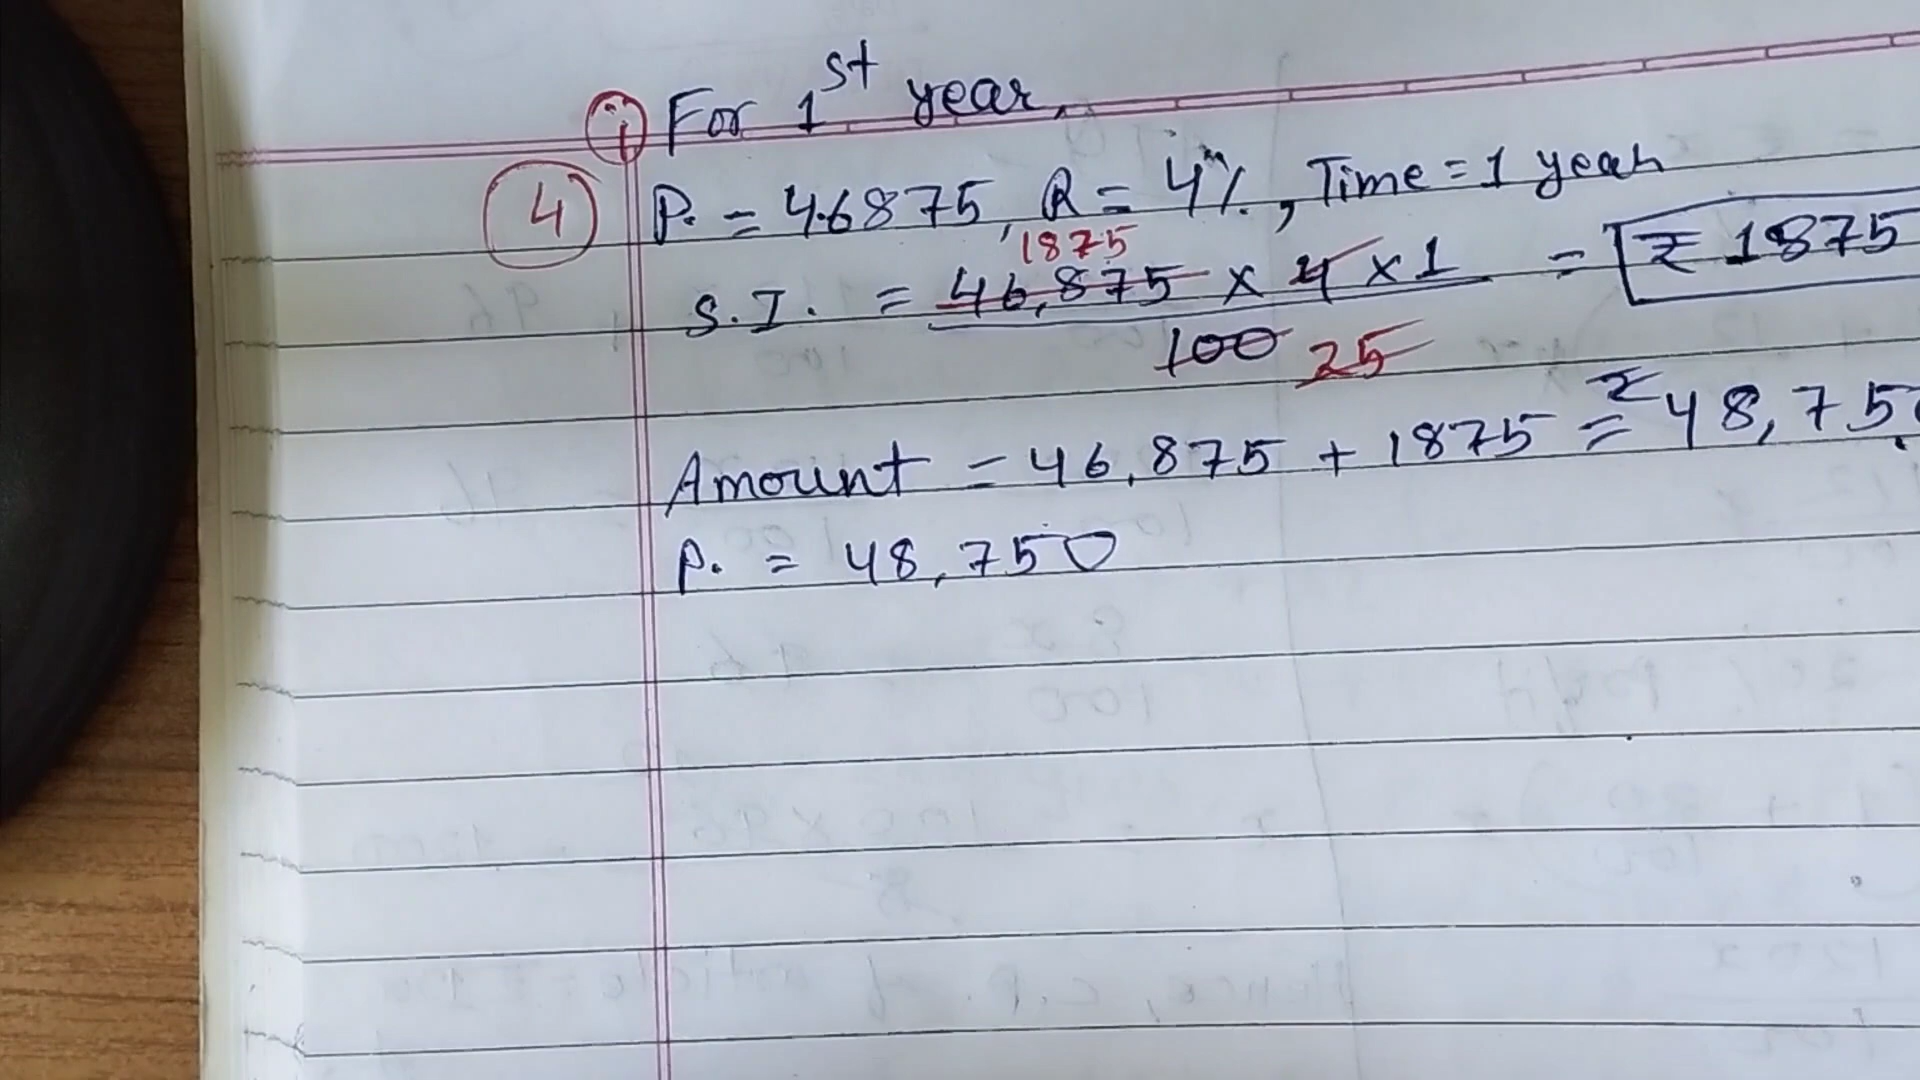 i For 1st year,
4 P. = 46875, R = 4%, Time = 1 year
1875
S.I. = 46,875 x 4 x 1 = ₹ 1875
100 25
Amount = 46,875 + 1875 = ₹ 48,750
P. = 48,750